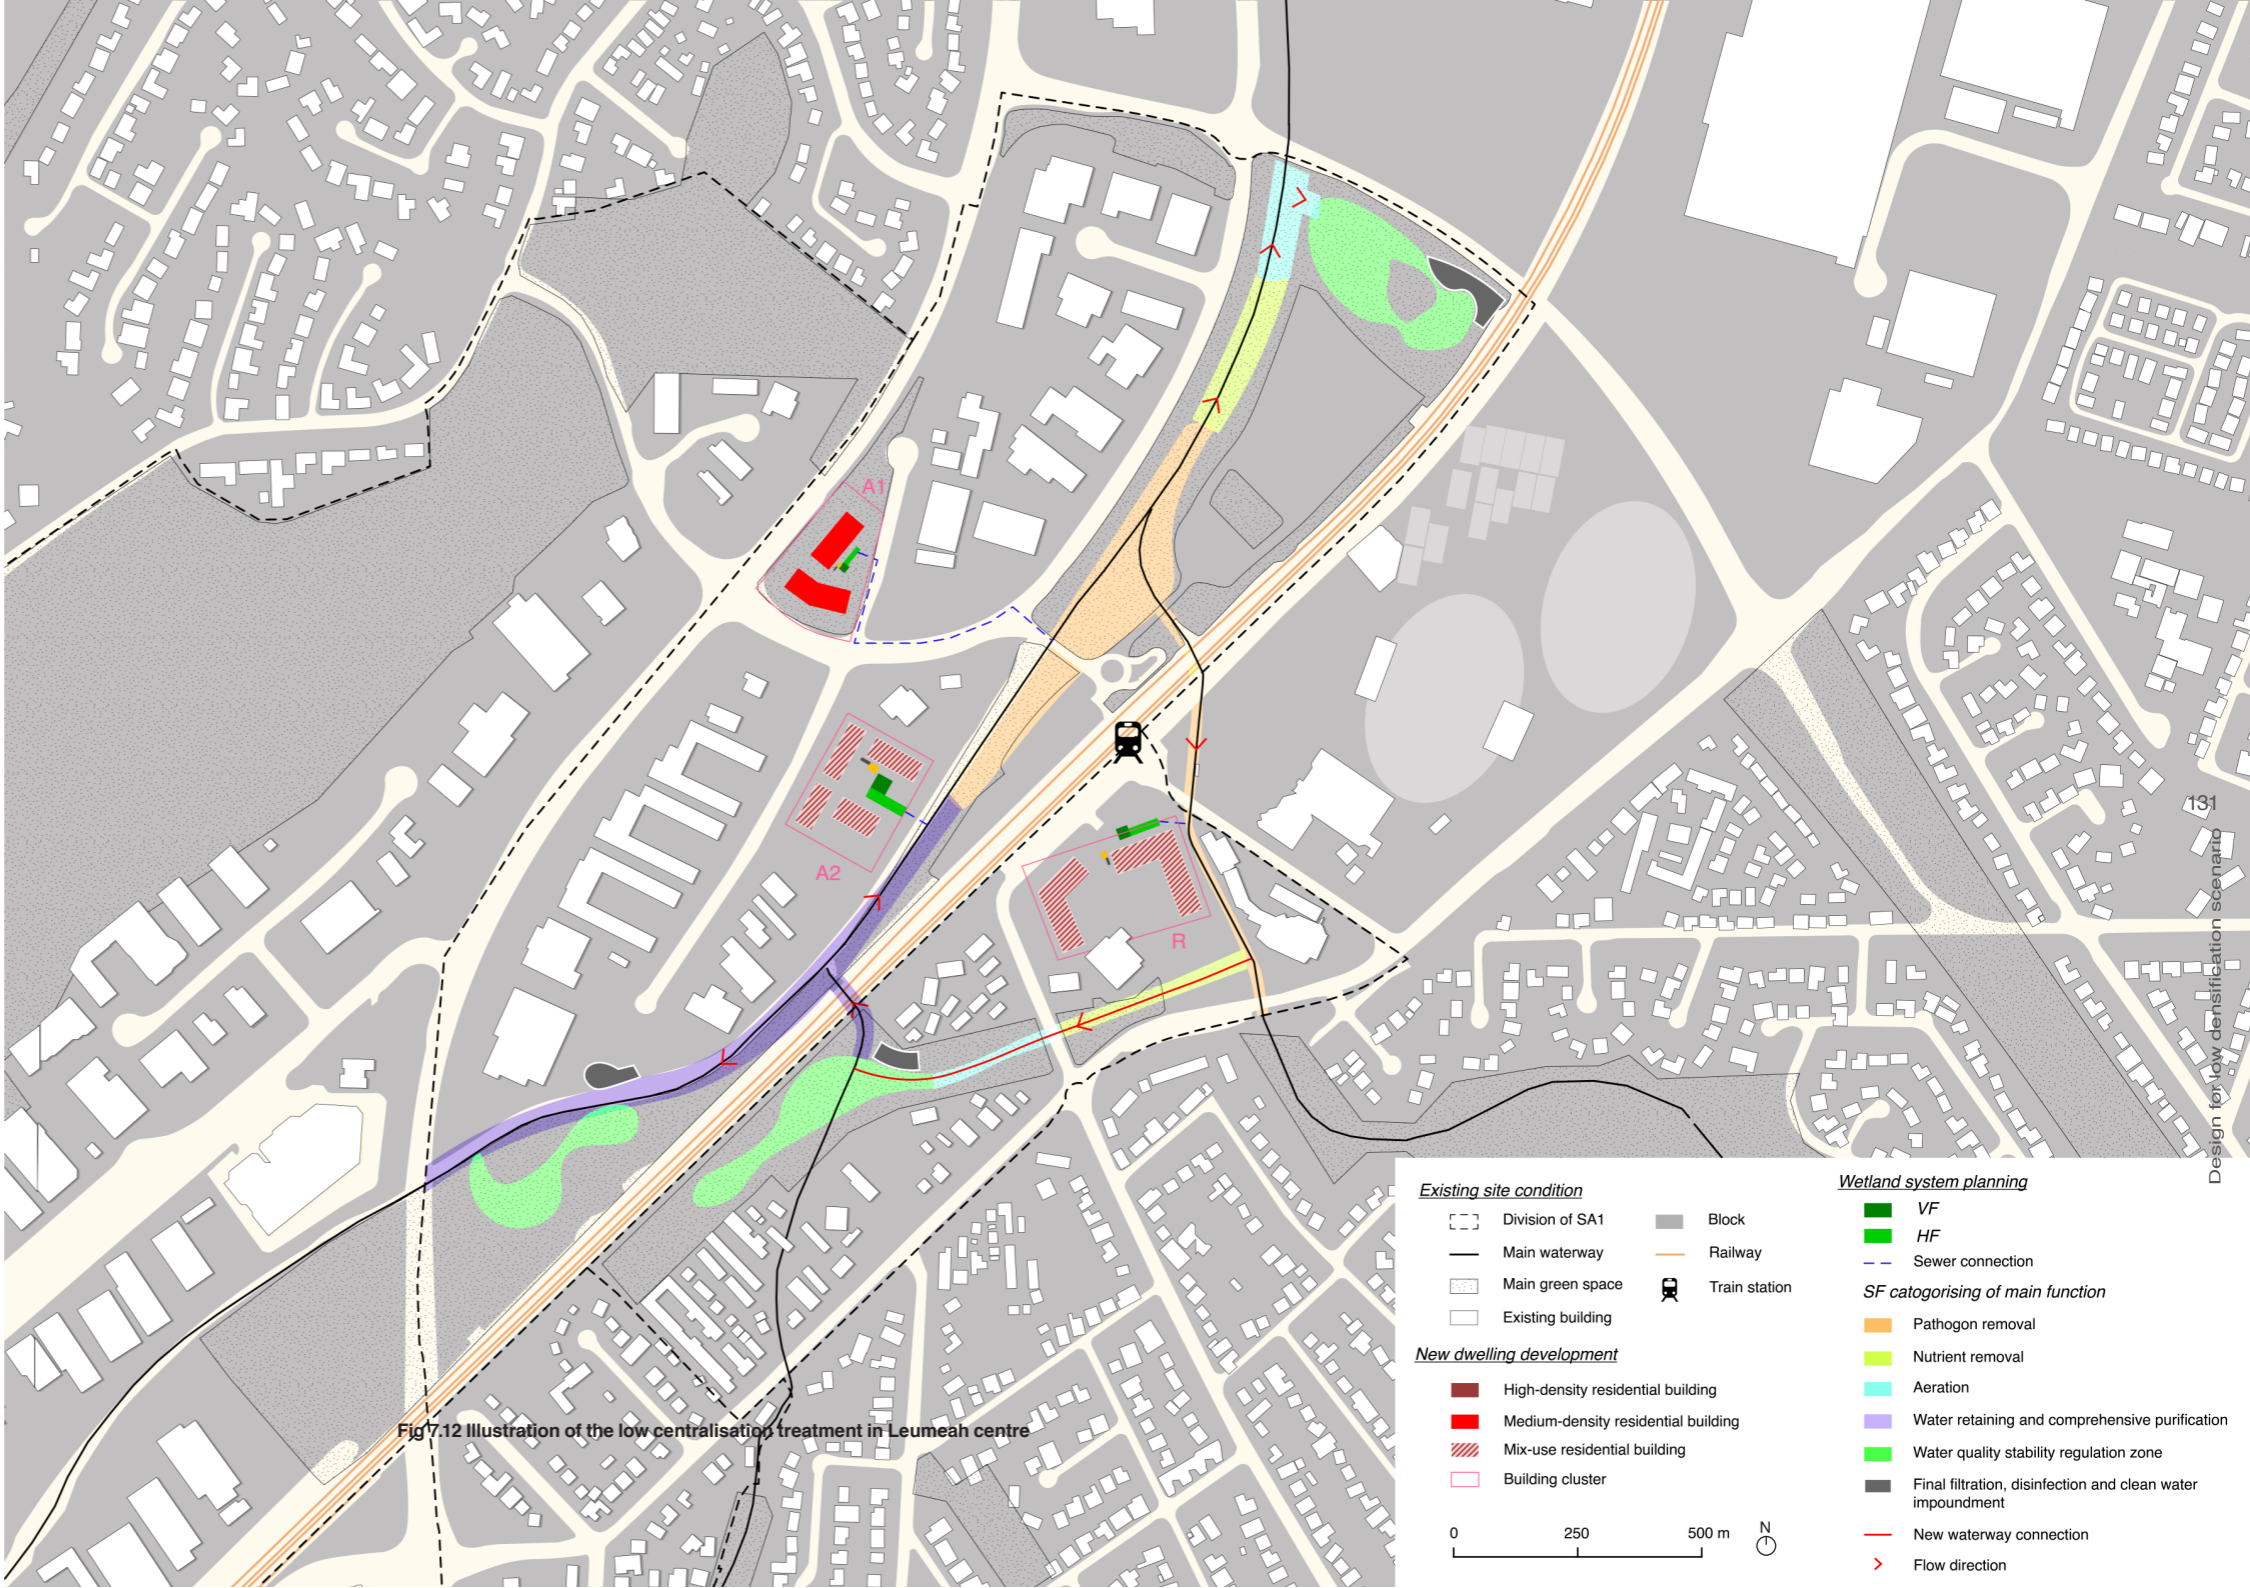 A1
A2
R
131
Design for low densification scenario
Fig 7.12 Illustration of the low centralisation treatment in Leumeah centre
Existing site condition
Division of SA1
Block
Main waterway
Railway
Main green space
Train station
Existing building
New dwelling development
High-density residential building
Medium-density residential building
Mix-use residential building
Building cluster
0 250 500 m
N
Wetland system planning
VF
HF
Sewer connection
SF catogorising of main function
Pathogon removal
Nutrient removal
Aeration
Water retaining and comprehensive purification
Water quality stability regulation zone
Final filtration, disinfection and clean water
impoundment
New waterway connection
Flow direction